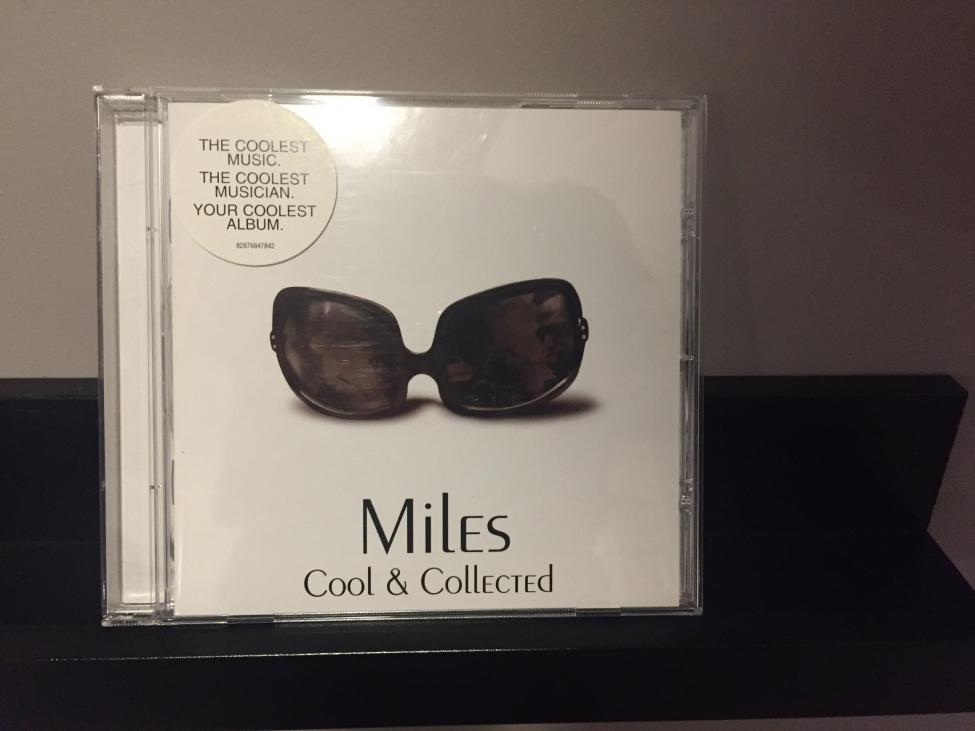 THE COOLEST
MUSIC.
THE COOLEST
MUSICIAN.
YOUR COOLEST
ALBUM.
82876847842
Miles
Cool & Collected